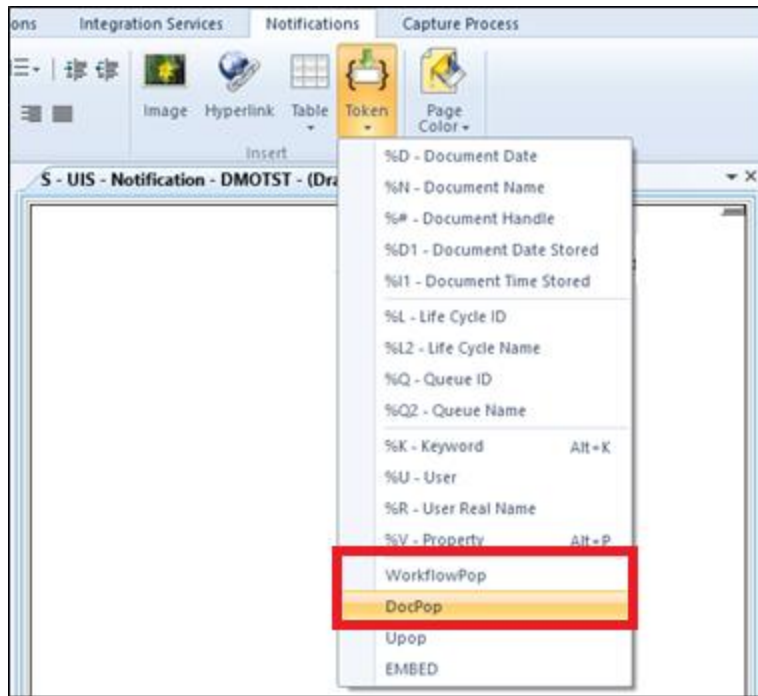 ons Integration Services Notifications Capture Process
Image Hyperlink Table Token Page Color
Insert
S - UIS - Notification - DMOTST - (Dra
%D - Document Date
%N - Document Name
%# - Document Handle
%D1 - Document Date Stored
%I1 - Document Time Stored
%L - Life Cycle ID
%L2 - Life Cycle Name
%Q - Queue ID
%Q2 - Queue Name
%K - Keyword Alt+K
%U - User
%R - User Real Name
%V - Property Alt+P
WorkflowPop
DocPop
Upop
EMBED